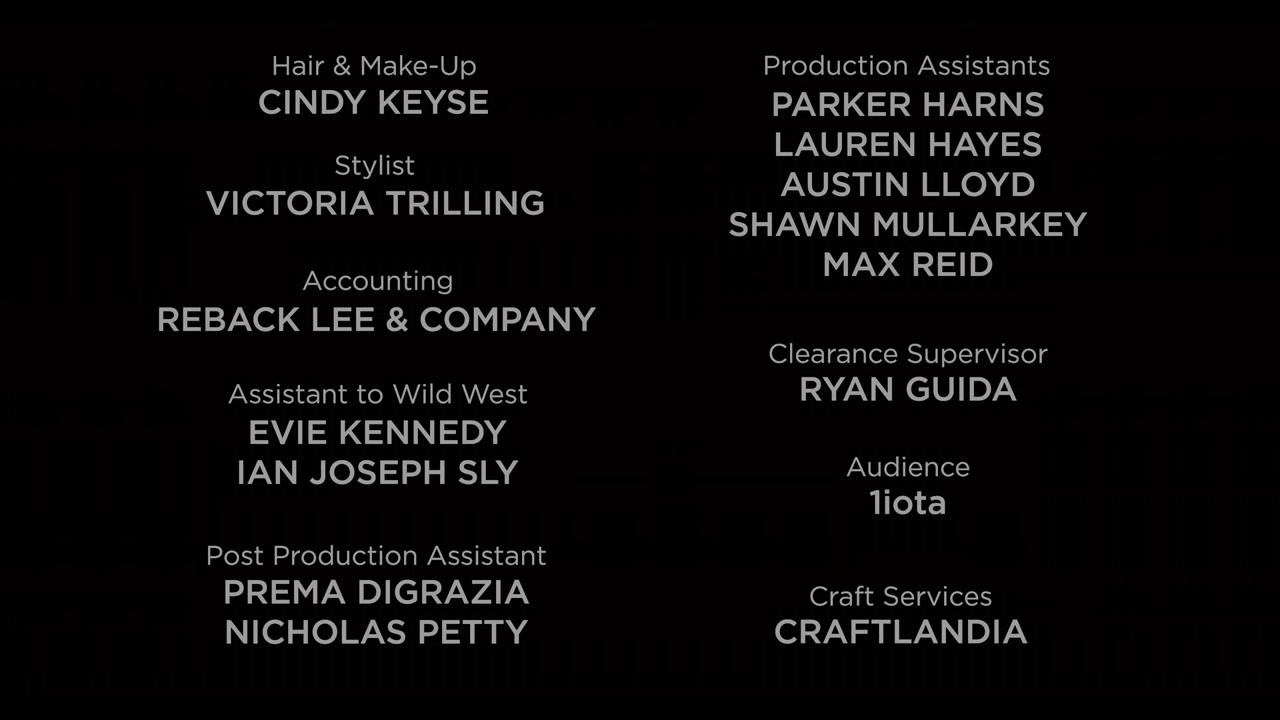 Hair & Make-Up
CINDY KEYSE
Stylist
VICTORIA TRILLING
Accounting
REBACK LEE & COMPANY
Assistant to Wild West
EVIE KENNEDY
IAN JOSEPH SLY
Post Production Assistant
PREMA DIGRAZIA
NICHOLAS PETTY
Production Assistants
PARKER HARNS
LAUREN HAYES
AUSTIN LLOYD
SHAWN MULLARKEY
MAX REID
Clearance Supervisor
RYAN GUIDA
Audience
1iota
Craft Services
CRAFTLANDIA